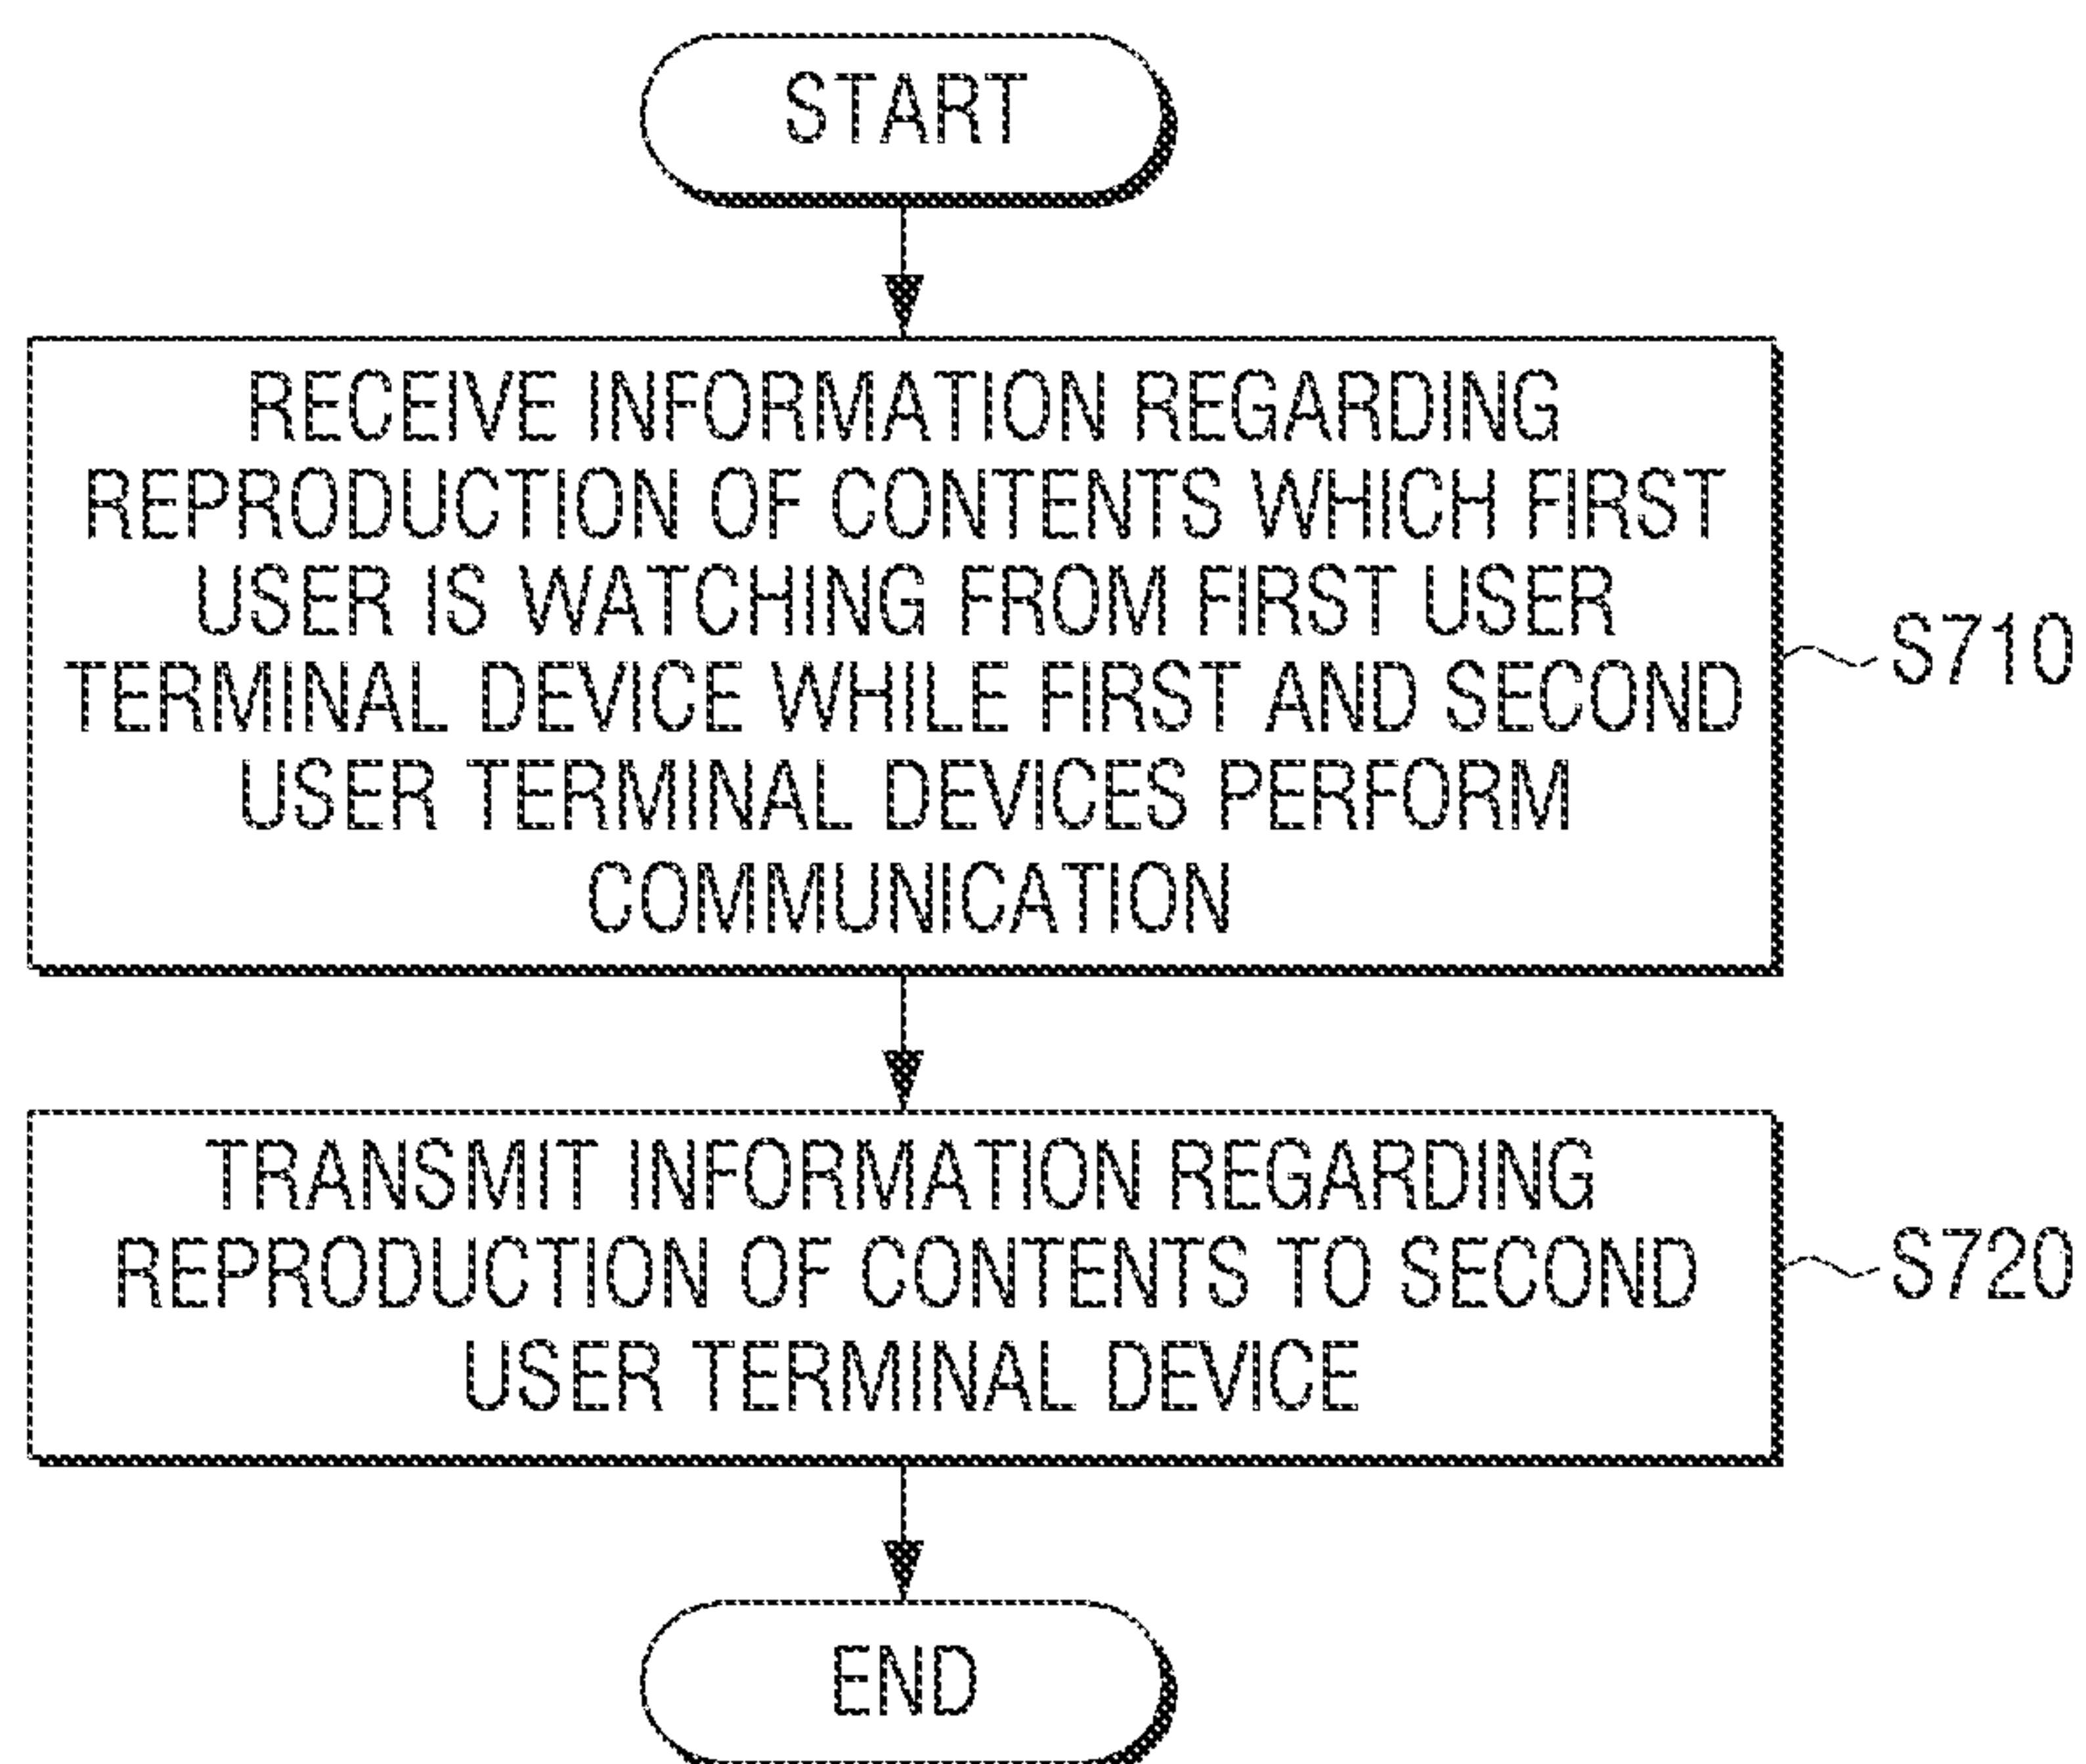 START
RECEIVE INFORMATION REGARDING
REPRODUCTION OF CONTENTS WHICH FIRST
USER IS WATCHING FROM FIRST USER
TERMINAL DEVICE WHILE FIRST AND SECOND
USER TERMINAL DEVICES PERFORM
COMMUNICATION
S710
TRANSMIT INFORMATION REGARDING
REPRODUCTION OF CONTENTS TO SECOND
USER TERMINAL DEVICE
S720
END